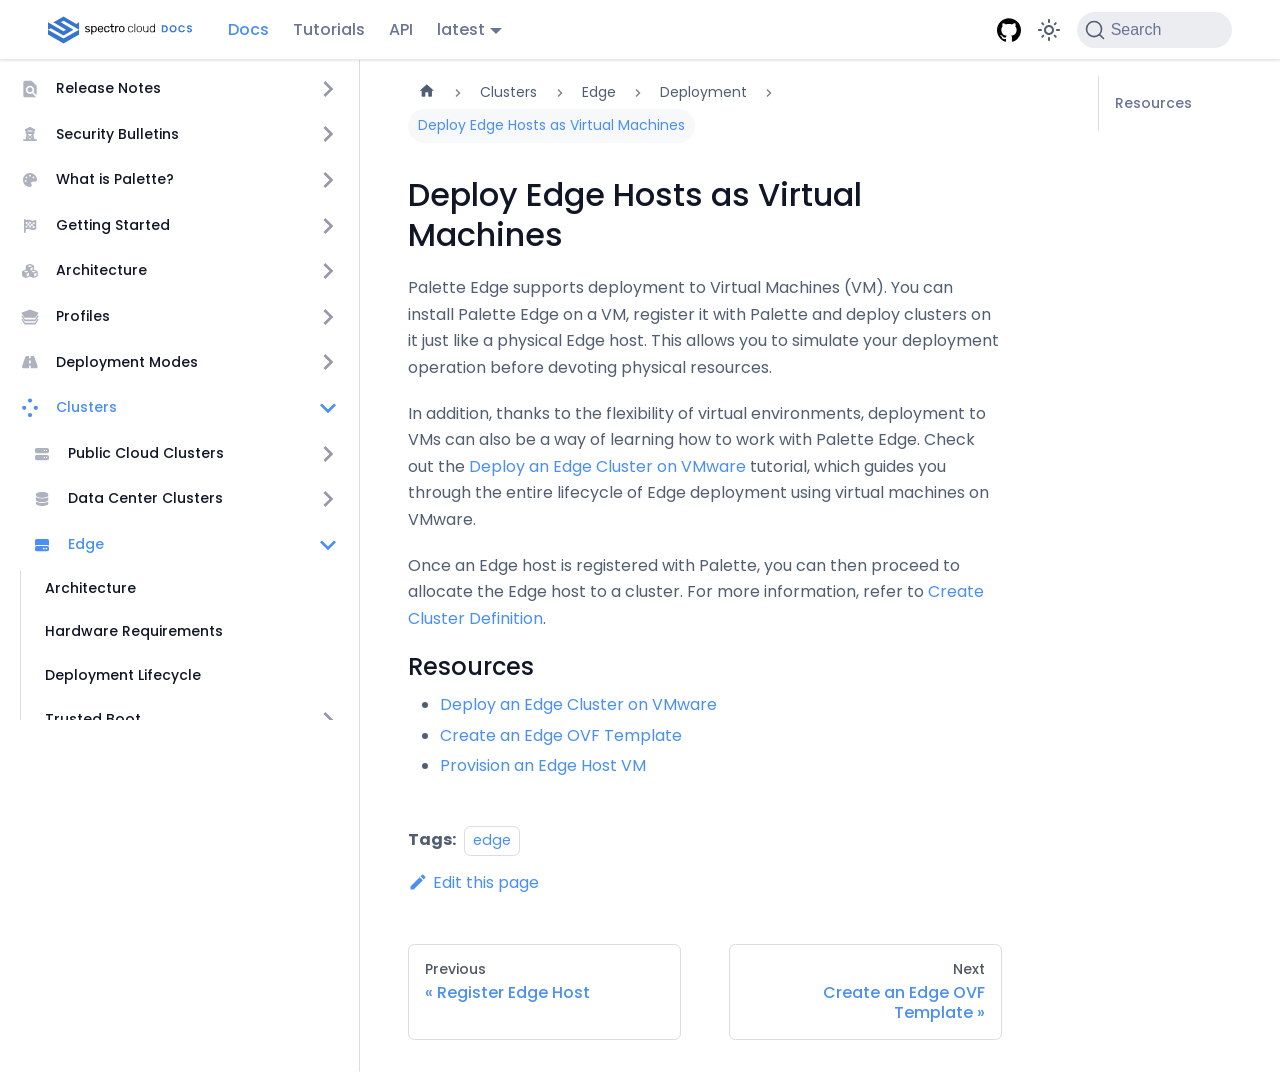 spectro cloud DOCS
Docs
Tutorials
API
latest
Search
Release Notes
Security Bulletins
What is Palette?
Getting Started
Architecture
Profiles
Deployment Modes
Clusters
Public Cloud Clusters
Data Center Clusters
Edge
Architecture
Hardware Requirements
Deployment Lifecycle
Trusted Boot
Clusters
Edge
Deployment
Deploy Edge Hosts as Virtual Machines
Deploy Edge Hosts as Virtual
Machines
Palette Edge supports deployment to Virtual Machines (VM). You can
install Palette Edge on a VM, register it with Palette and deploy clusters on
it just like a physical Edge host. This allows you to simulate your deployment
operation before devoting physical resources.
In addition, thanks to the flexibility of virtual environments, deployment to
VMs can also be a way of learning how to work with Palette Edge. Check
out the Deploy an Edge Cluster on VMware tutorial, which guides you
through the entire lifecycle of Edge deployment using virtual machines on
VMware.
Once an Edge host is registered with Palette, you can then proceed to
allocate the Edge host to a cluster. For more information, refer to Create
Cluster Definition.
Resources
Deploy an Edge Cluster on VMware
Create an Edge OVF Template
Provision an Edge Host VM
Tags: edge
Edit this page
Previous
« Register Edge Host
Next
Create an Edge OVF
Template »
Resources